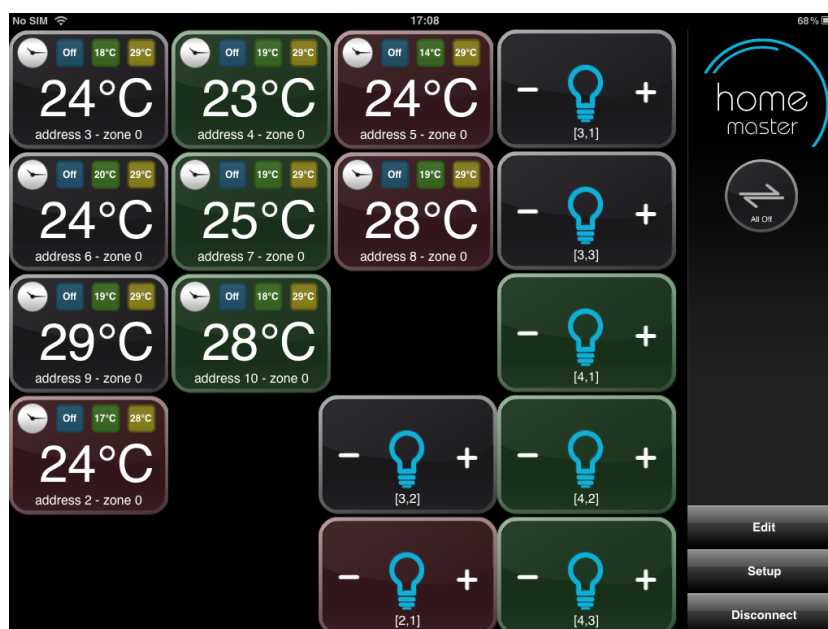 No SIM 17:08 68%
Off 18°C 29°C
24°C
address 3 - zone 0
Off 19°C 29°C
23°C
address 4 - zone 0
Off 14°C 29°C
24°C
address 5 - zone 0
- +
[3,1]
home
master
Off 20°C 29°C
24°C
address 6 - zone 0
Off 19°C 29°C
25°C
address 7 - zone 0
Off 19°C 29°C
28°C
address 8 - zone 0
- +
[3,3]
All Off
Off 19°C 29°C
29°C
address 9 - zone 0
Off 18°C 29°C
28°C
address 10 - zone 0
- +
[4,1]
Off 17°C 28°C
24°C
address 2 - zone 0
- +
[3,2]
- +
[4,2]
- +
[2,1]
- +
[4,3]
Edit
Setup
Disconnect